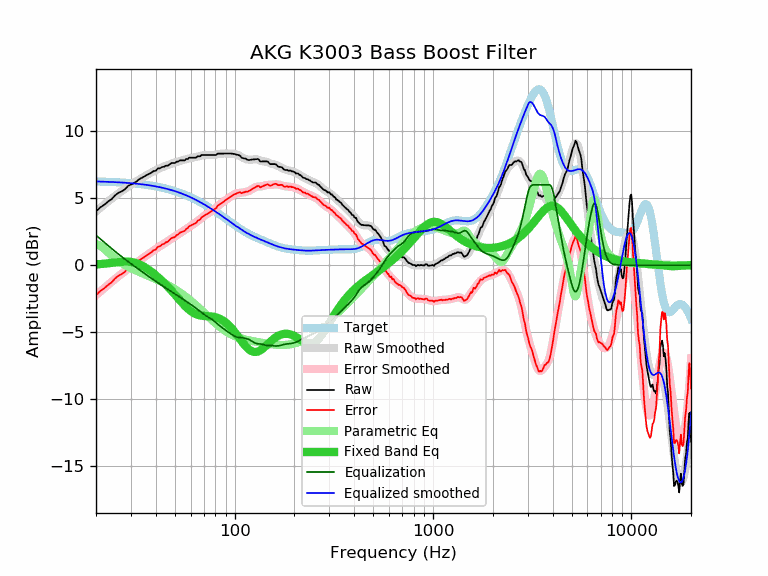 AKG K3003 Bass Boost Filter
Amplitude (dBr)
10
5
0
−5
−10
−15
Target
Raw Smoothed
Error Smoothed
Raw
Error
Parametric Eq
Fixed Band Eq
Equalization
Equalized smoothed
100
1000
10000
Frequency (Hz)